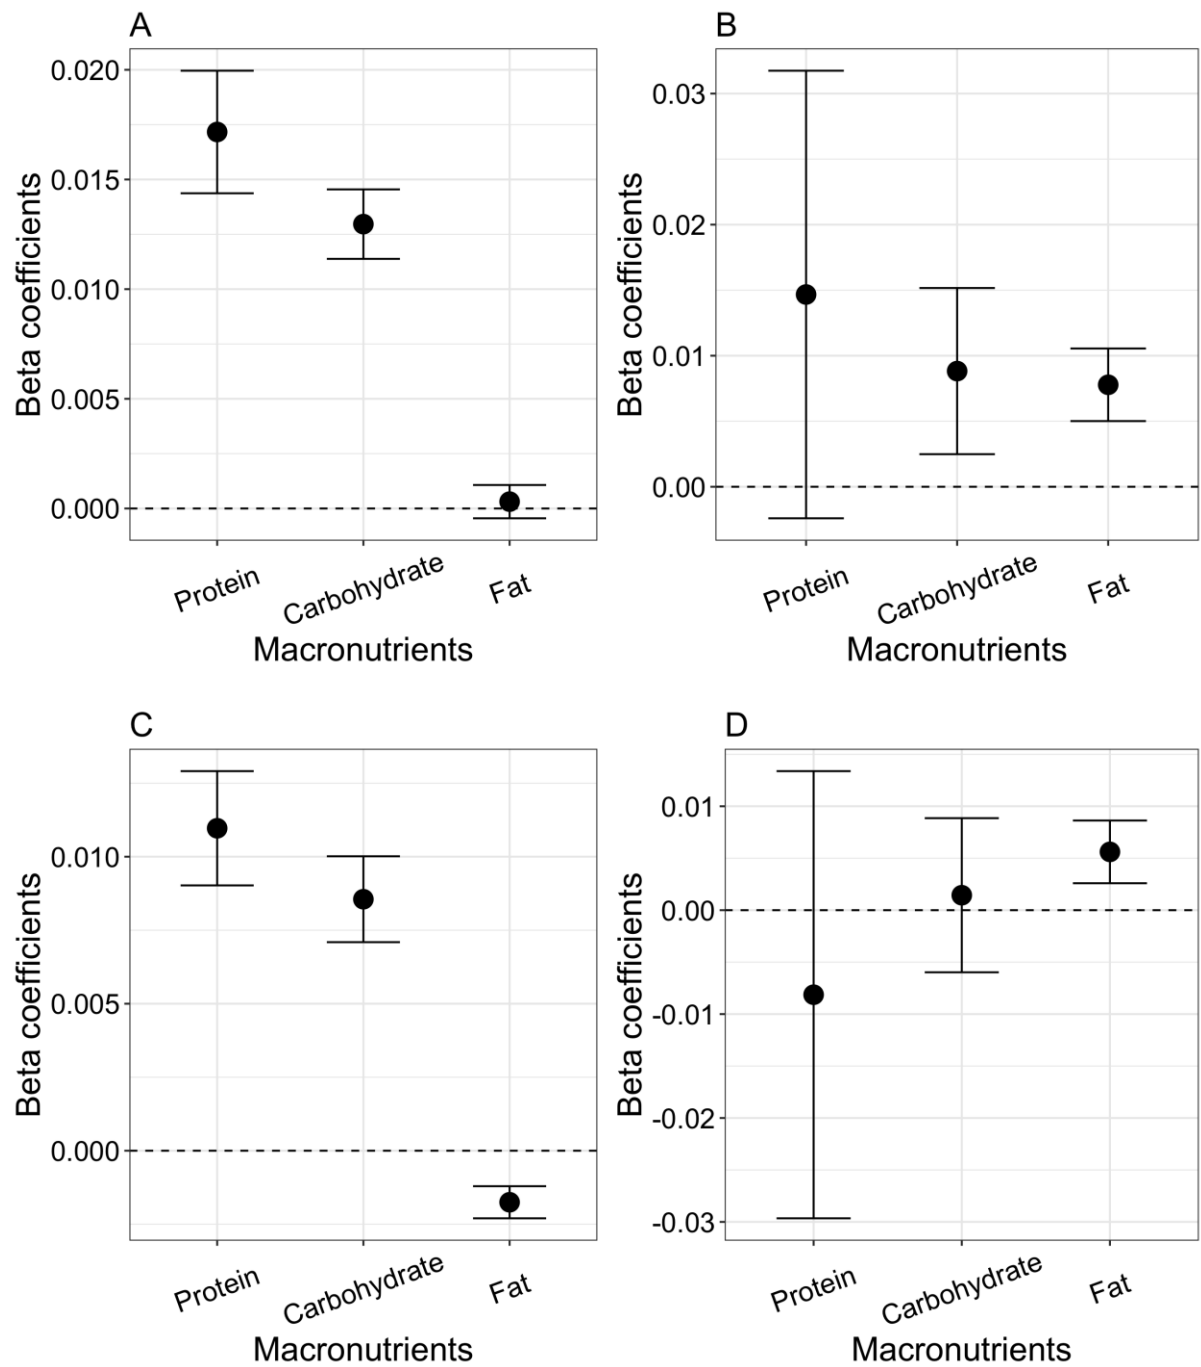 A
Beta coefficients
0.020
0.015
0.010
0.005
0.000
Protein
Carbohydrate
Fat
Macronutrients
B
Beta coefficients
0.03
0.02
0.01
0.00
Protein
Carbohydrate
Fat
Macronutrients
C
Beta coefficients
0.010
0.005
0.000
Protein
Carbohydrate
Fat
Macronutrients
D
Beta coefficients
0.01
0.00
-0.01
-0.02
-0.03
Protein
Carbohydrate
Fat
Macronutrients